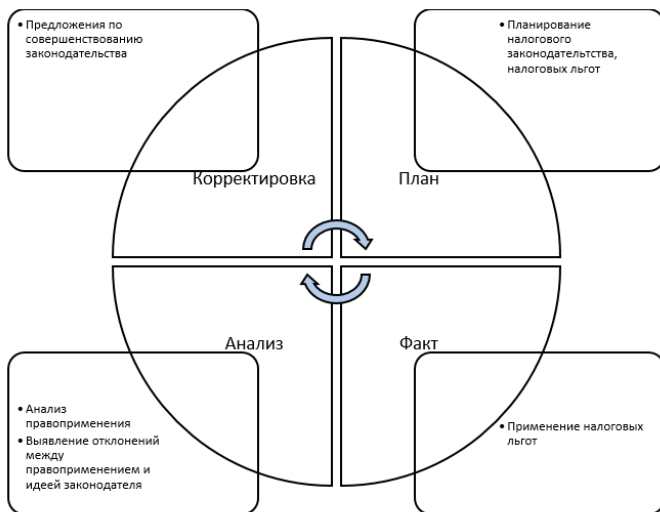 • Предложения по
совершенствованию
законодательства
• Планирование
налогового
законодательтства,
налоговых льгот
Корректировка
План
Анализ
Факт
• Анализ
правоприменения
• Выявление отклонений
между
правоприменением и
идеей законодателя
• Применение налоговых
льгот